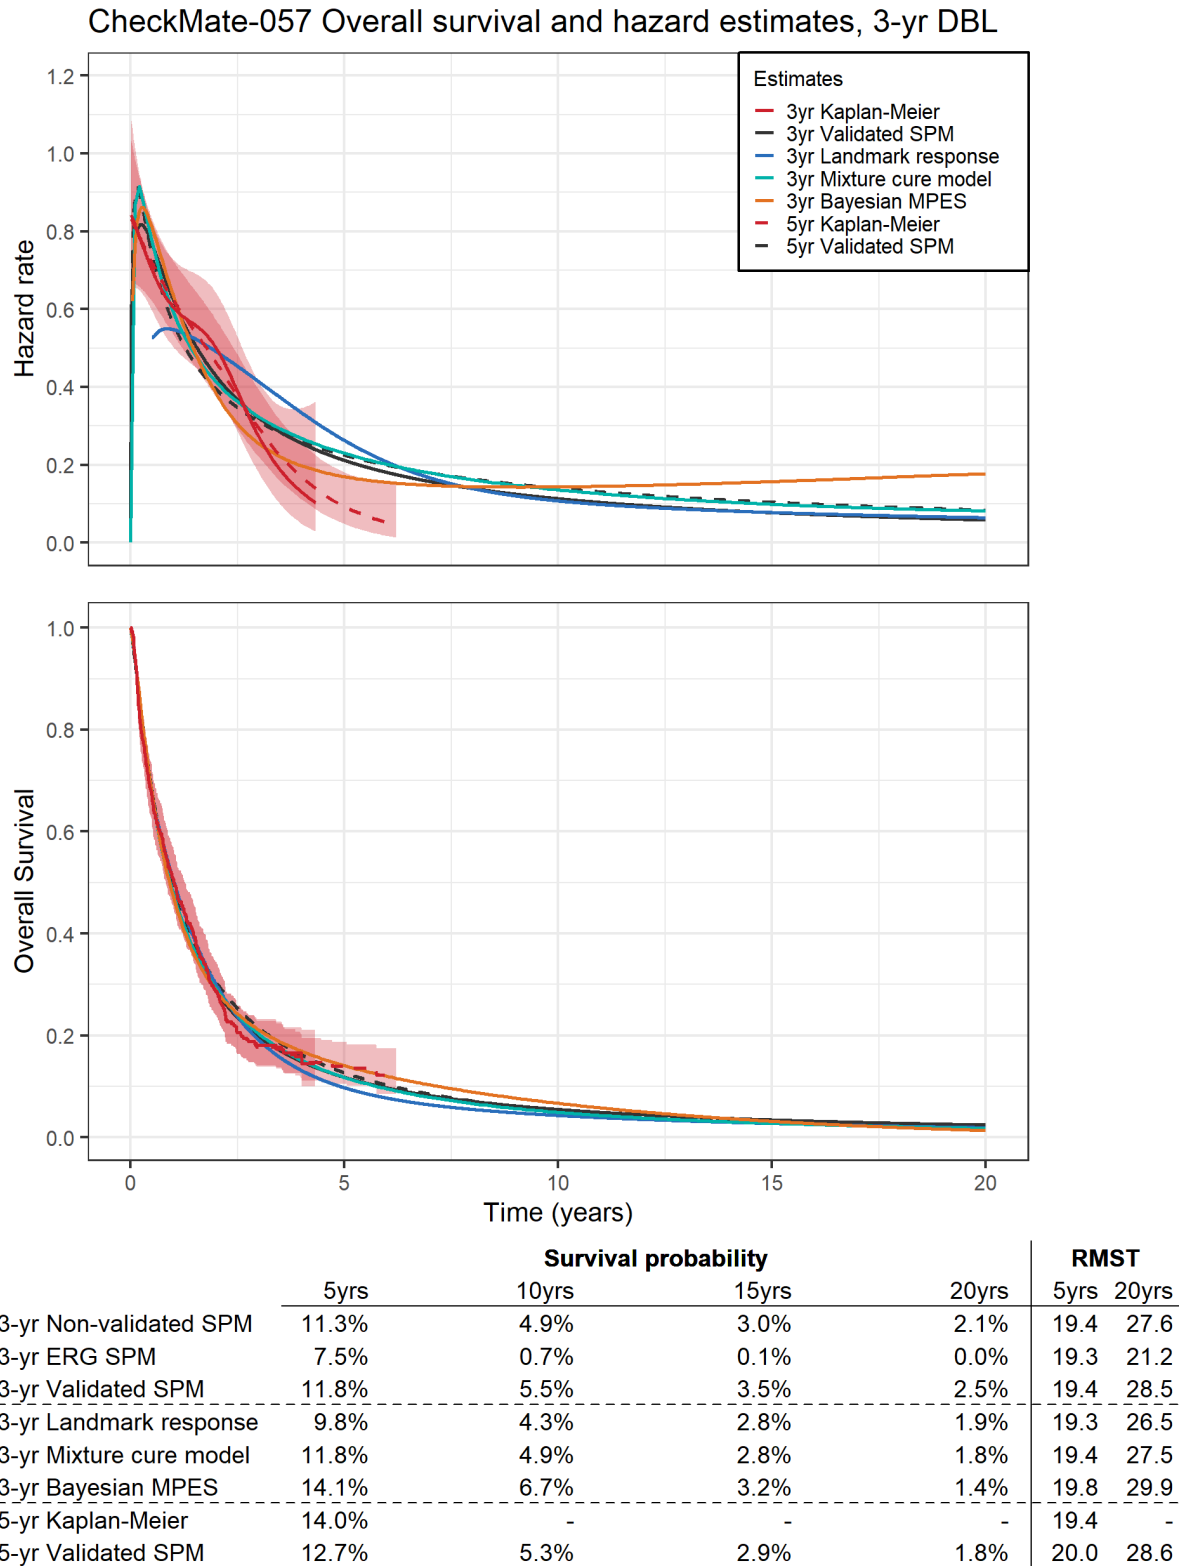 CheckMate-057 Overall survival and hazard estimates, 3-yr DBL
Estimates
3yr Kaplan-Meier
3yr Validated SPM
3yr Landmark response
3yr Mixture cure model
3yr Bayesian MPES
5yr Kaplan-Meier
5yr Validated SPM
Hazard rate
1.2
1.0
0.8
0.6
0.4
0.2
0.0
Overall Survival
1.0
0.8
0.6
0.4
0.2
0.0
0 5 10 15 20
Time (years)
Survival probability RMST
5yrs 10yrs 15yrs 20yrs 5yrs 20yrs
3-yr Non-validated SPM 11.3% 4.9% 3.0% 2.1% 19.4 27.6
3-yr ERG SPM 7.5% 0.7% 0.1% 0.0% 19.3 21.2
3-yr Validated SPM 11.8% 5.5% 3.5% 2.5% 19.4 28.5
3-yr Landmark response 9.8% 4.3% 2.8% 1.9% 19.3 26.5
3-yr Mixture cure model 11.8% 4.9% 2.8% 1.8% 19.4 27.5
3-yr Bayesian MPES 14.1% 6.7% 3.2% 1.4% 19.8 29.9
5-yr Kaplan-Meier 14.0% - - - 19.4 -
5-yr Validated SPM 12.7% 5.3% 2.9% 1.8% 20.0 28.6